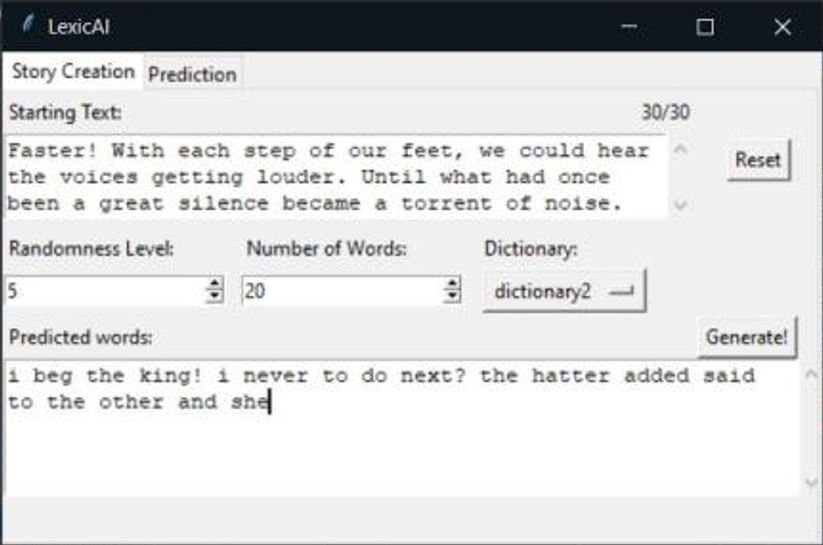 LexicAI
Story Creation Prediction
Starting Text: 30/30
Faster! With each step of our feet, we could hear
the voices getting louder. Until what had once
been a great silence became a torrent of noise.
Reset
Randomness Level: Number of Words: Dictionary:
5 20 dictionary2
Predicted words: Generate!
i beg the king! i never to do next? the hatter added said
to the other and she